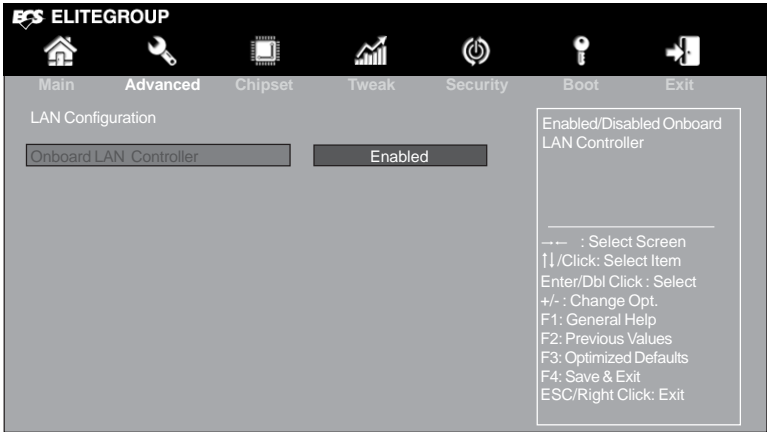 ECS ELITEGROUP
Main Advanced Chipset Tweak Security Boot Exit
LAN Configuration
Onboard LAN Controller Enabled
Enabled/Disabled Onboard
LAN Controller
→← : Select Screen
↑↓/Click: Select Item
Enter/Dbl Click : Select
+/- : Change Opt.
F1: General Help
F2: Previous Values
F3: Optimized Defaults
F4: Save & Exit
ESC/Right Click: Exit